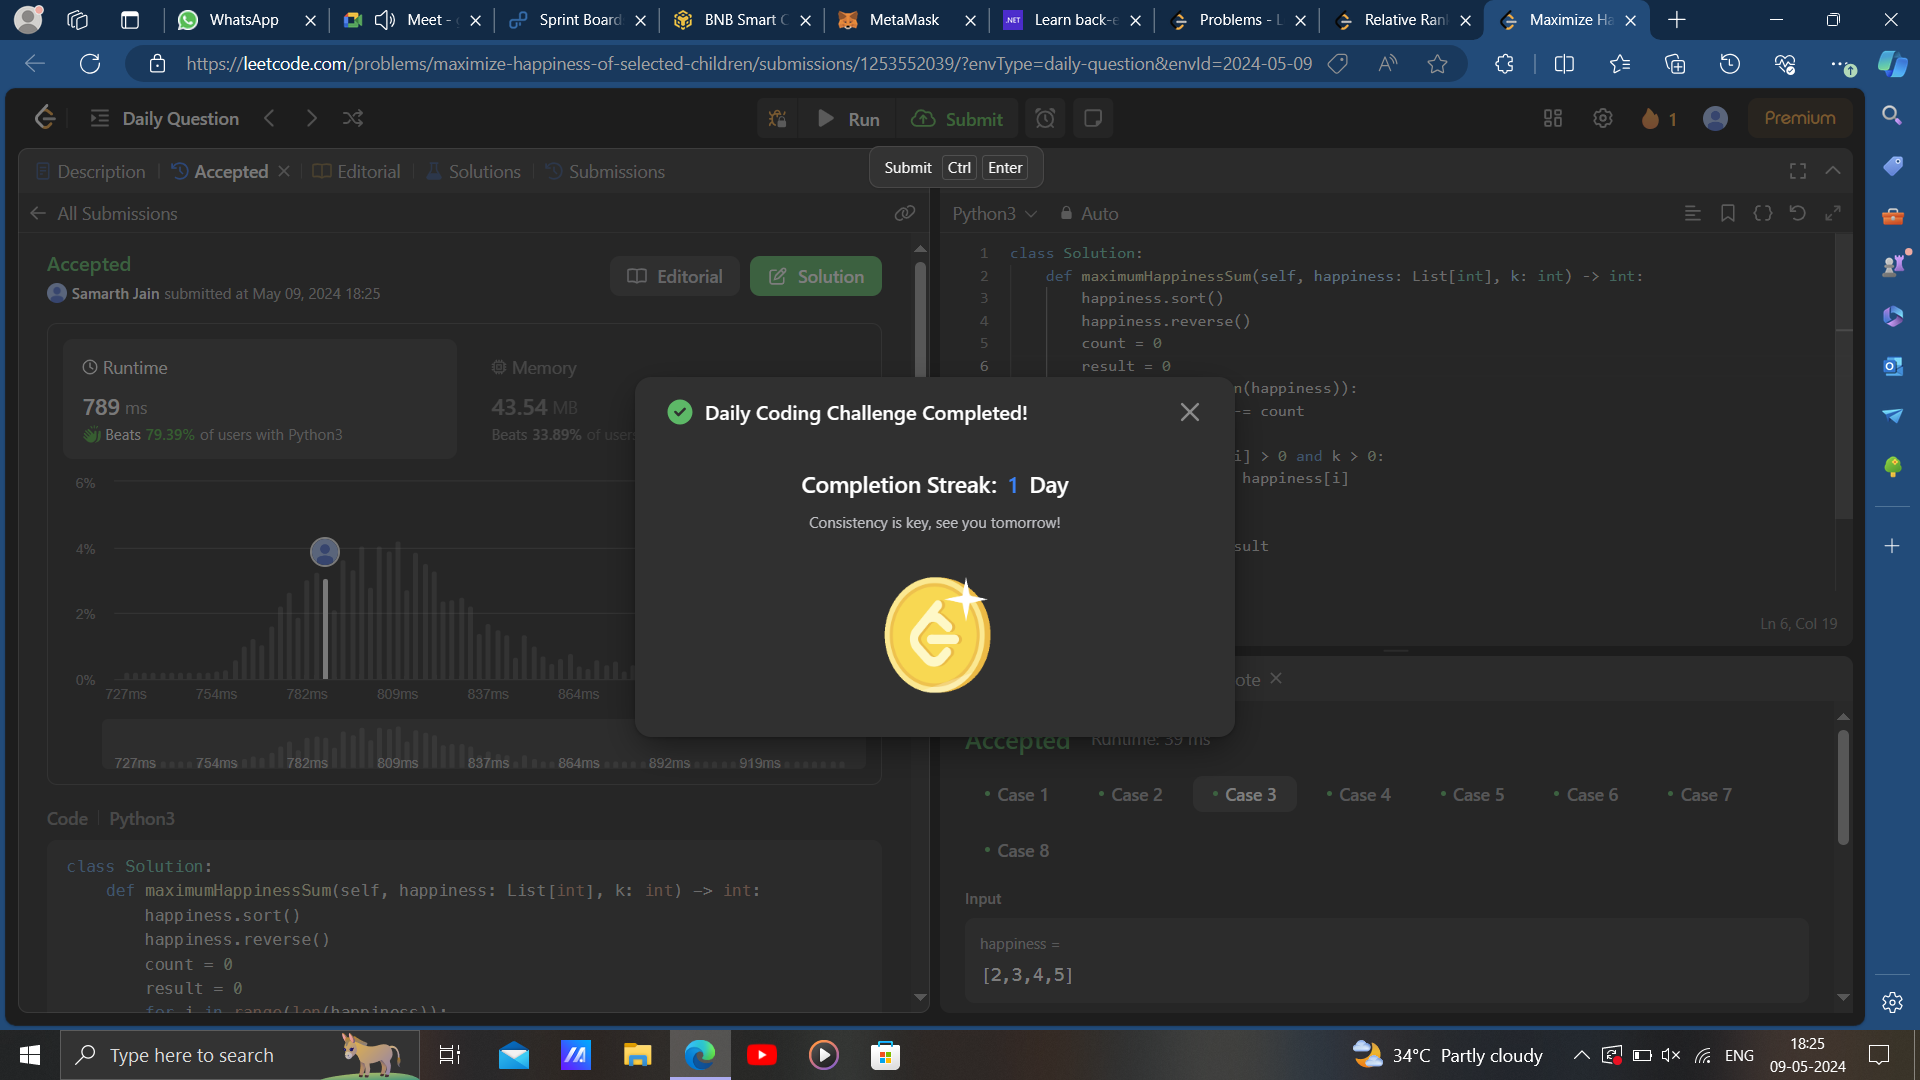 WhatsApp
Meet -
Sprint Board
BNB Smart C
MetaMask
Learn back-e
Problems - L
Relative Ran
Maximize Ha
https://leetcode.com/problems/maximize-happiness-of-selected-children/submissions/1253552039/?envType=daily-question&envId=2024-05-09
Daily Question
Run
Submit
1
Premium
Description
Accepted
Editorial
Solutions
Submissions
Submit Ctrl Enter
All Submissions
Python3
Auto
Accepted
Samarth Jain submitted at May 09, 2024 18:25
Editorial
Solution
Runtime
789 ms
Beats 79.39% of users with Python3
Memory
43.54 MB
Beats 33.89% of users
6%
4%
2%
0%
727ms 754ms 782ms 809ms 837ms 864ms
727ms 754ms 782ms 809ms 837ms 864ms 892ms 919ms
Code Python3
class Solution:
def maximumHappinessSum(self, happiness: List[int], k: int) -> int:
happiness.sort()
happiness.reverse()
count = 0
result = 0
for i in range(len(happiness)):
1 class Solution:
2 def maximumHappinessSum(self, happiness: List[int], k: int) -> int:
3 happiness.sort()
4 happiness.reverse()
5 count = 0
6 result = 0
n(happiness)):
-= count
i] > 0 and k > 0:
happiness[i]
sult
Ln 6, Col 19
Daily Coding Challenge Completed!
Completion Streak: 1 Day
Consistency is key, see you tomorrow!
ote
Accepted Runtime: 39 ms
Case 1
Case 2
Case 3
Case 4
Case 5
Case 6
Case 7
Case 8
Input
happiness =
[2,3,4,5]
Type here to search
34°C Partly cloudy
ENG
18:25
09-05-2024